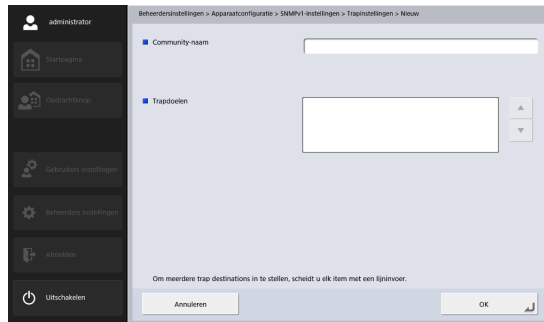 administrator
Startpagina
Opdrachtknop
Gebruikers instellingen
Beheerders instellingen
Afmelden
Uitschakelen
Beheerdersinstellingen > Apparaatconfiguratie > SNMPv1-instellingen > Trapinstellingen > Nieuw
Community-naam
Trapdoelen
Om meerdere trap destinations in te stellen, scheidt u elk item met een lijninvoer.
Annuleren
OK